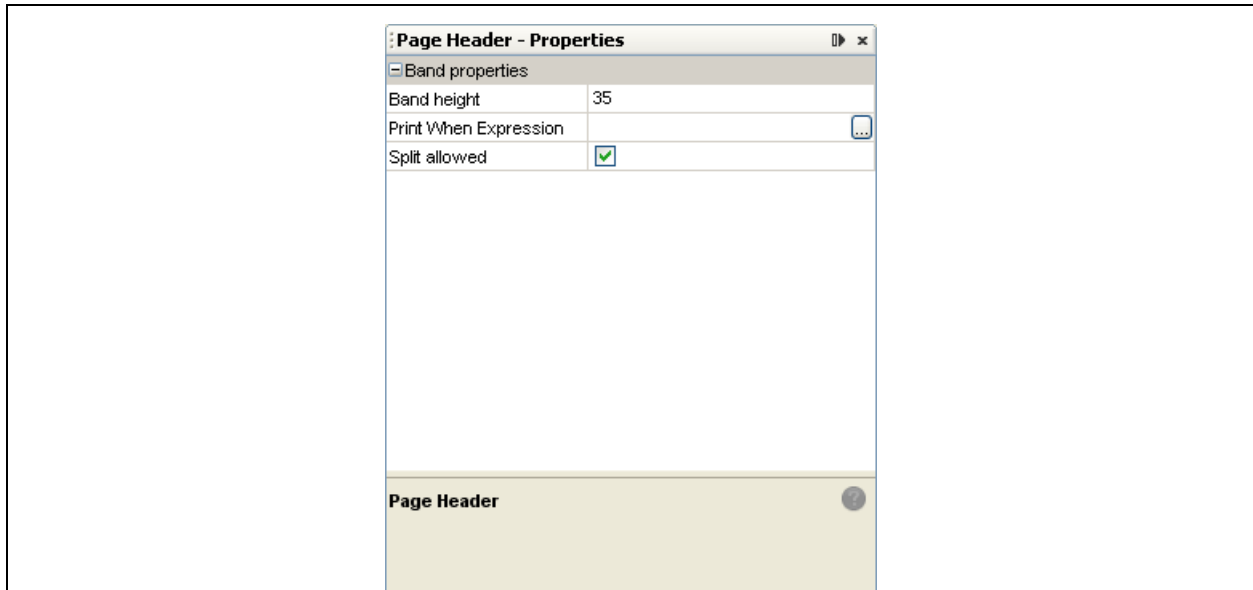 Page Header - Properties
Band properties
Band height 35
Print When Expression ...
Split allowed
Page Header
?